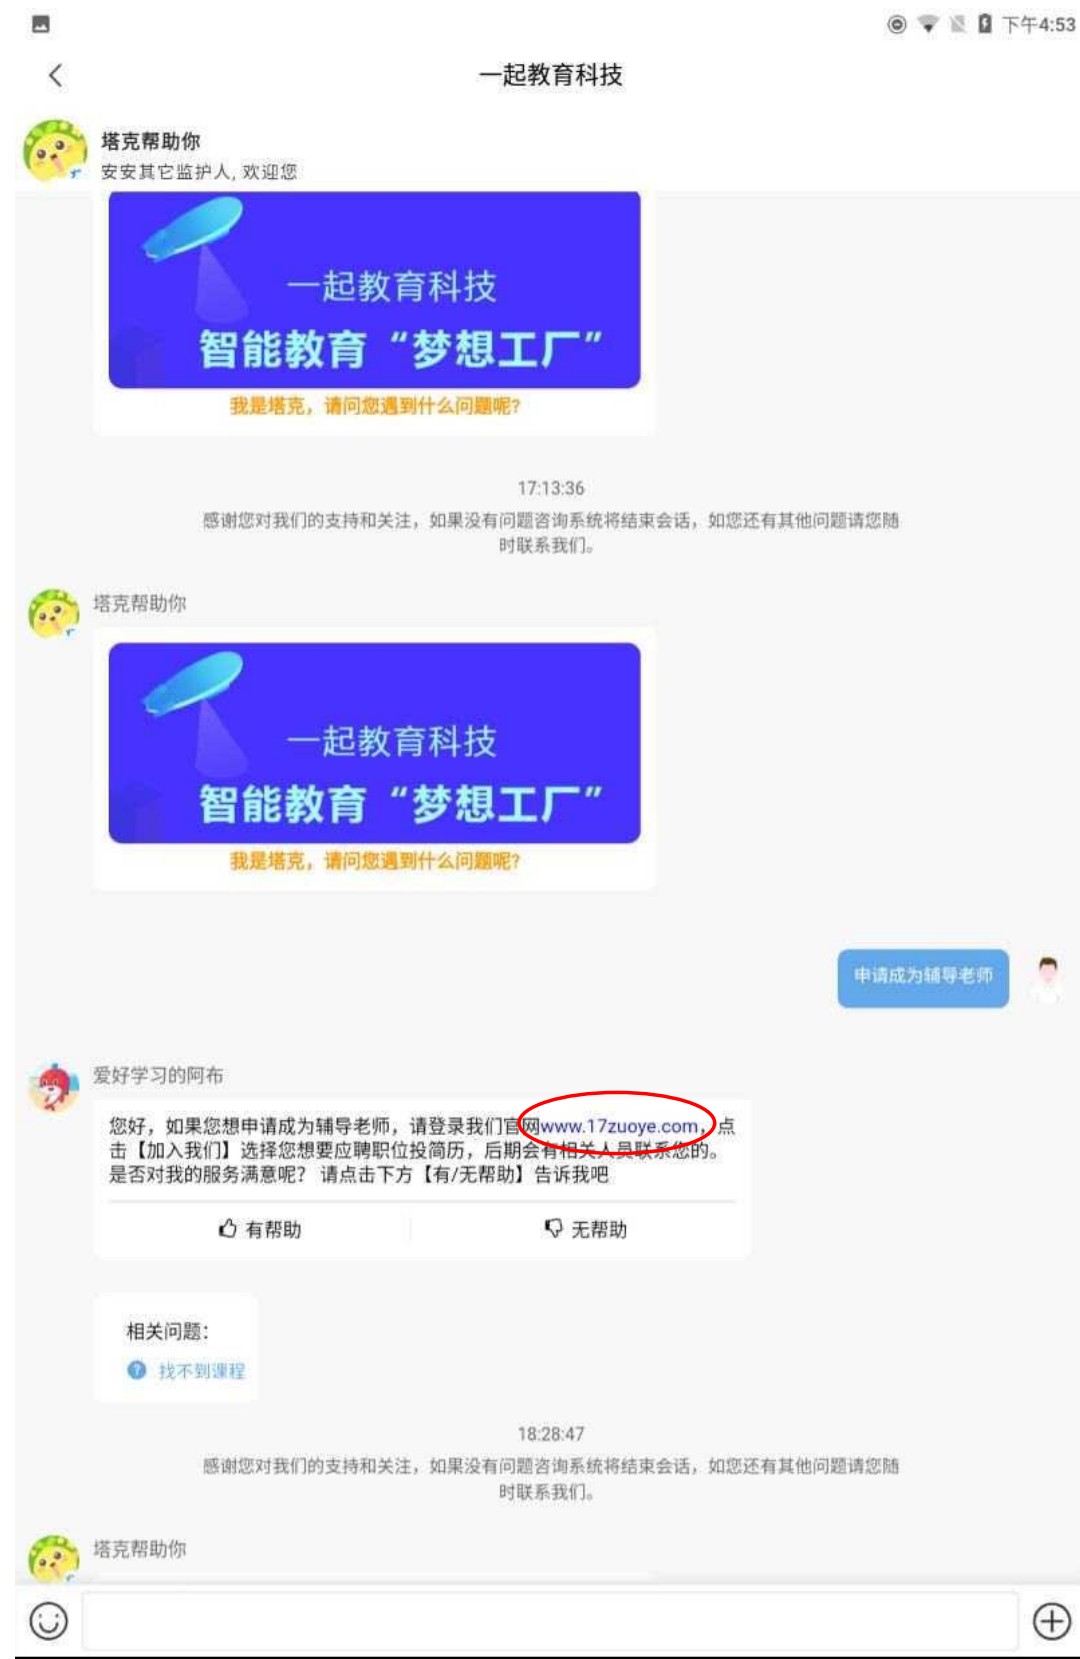 下午4:53
一起教育科技
塔克帮助你
安安其它监护人, 欢迎您
一起教育科技
智能教育“梦想工厂”
我是塔克，请问您遇到什么问题呢?
17:13:36
感谢您对我们的支持和关注，如果没有问题咨询系统将结束会话，如您还有其他问题请您随
时联系我们。
塔克帮助你
一起教育科技
智能教育“梦想工厂”
我是塔克，请问您遇到什么问题呢?
申请成为辅导老师
爱好学习的阿布
您好，如果您想申请成为辅导老师，请登录我们官网www.17zuoye.com，点
击【加入我们】选择您想要应聘职位投简历，后期会有相关人员联系您的。
是否对我的服务满意呢？ 请点击下方【有/无帮助】告诉我吧
有帮助
无帮助
相关问题：
找不到课程
18:28:47
感谢您对我们的支持和关注，如果没有问题咨询系统将结束会话，如您还有其他问题请您随
时联系我们。
塔克帮助你